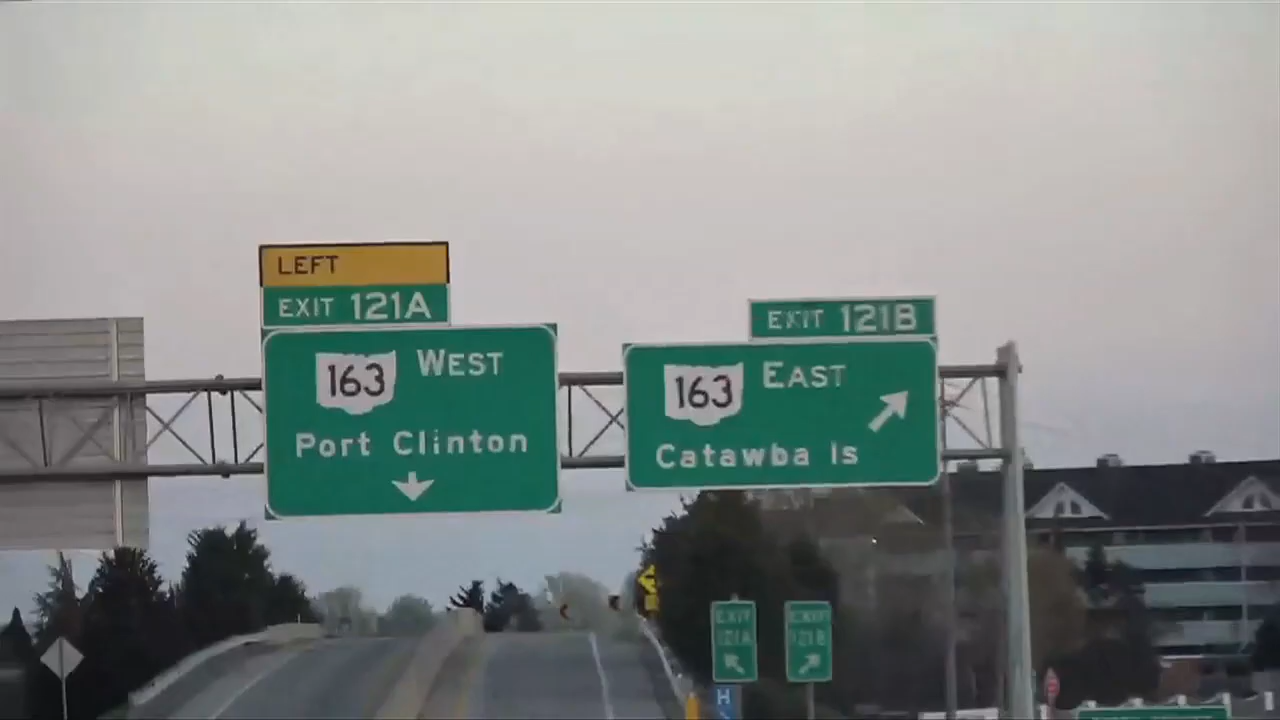 LEFT
EXIT 121A
163 WEST
Port Clinton
EXIT 121B
163 EAST
Catawba Is
EXIT
121A
EXIT
121B
H